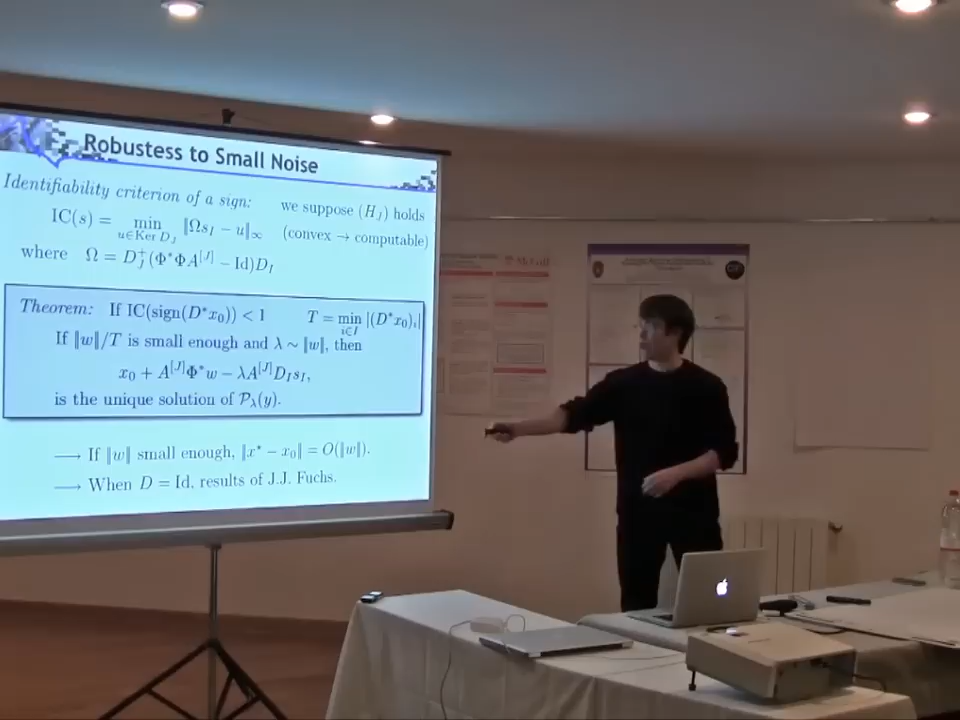 Robustess to Small Noise
Identifiability criterion of a sign: we suppose (H_J) holds
IC(s) = min_{u∈Ker D_J} ‖Ωs_I − u‖_∞ (convex → computable)
where Ω = D_J^+(Φ*ΦA^{[J]} − Id)D_I
Theorem: If IC(sign(D*x_0)) < 1 T = min_{i∈I} |(D*x_0)_i|
If ‖w‖/T is small enough and λ ∼ ‖w‖, then
x_0 + A^{[J]}Φ*w − λA^{[J]}D_I s_I,
is the unique solution of P_λ(y).
→ If ‖w‖ small enough, ‖x* − x_0‖ = O(‖w‖).
→ When D = Id, results of J.J. Fuchs.